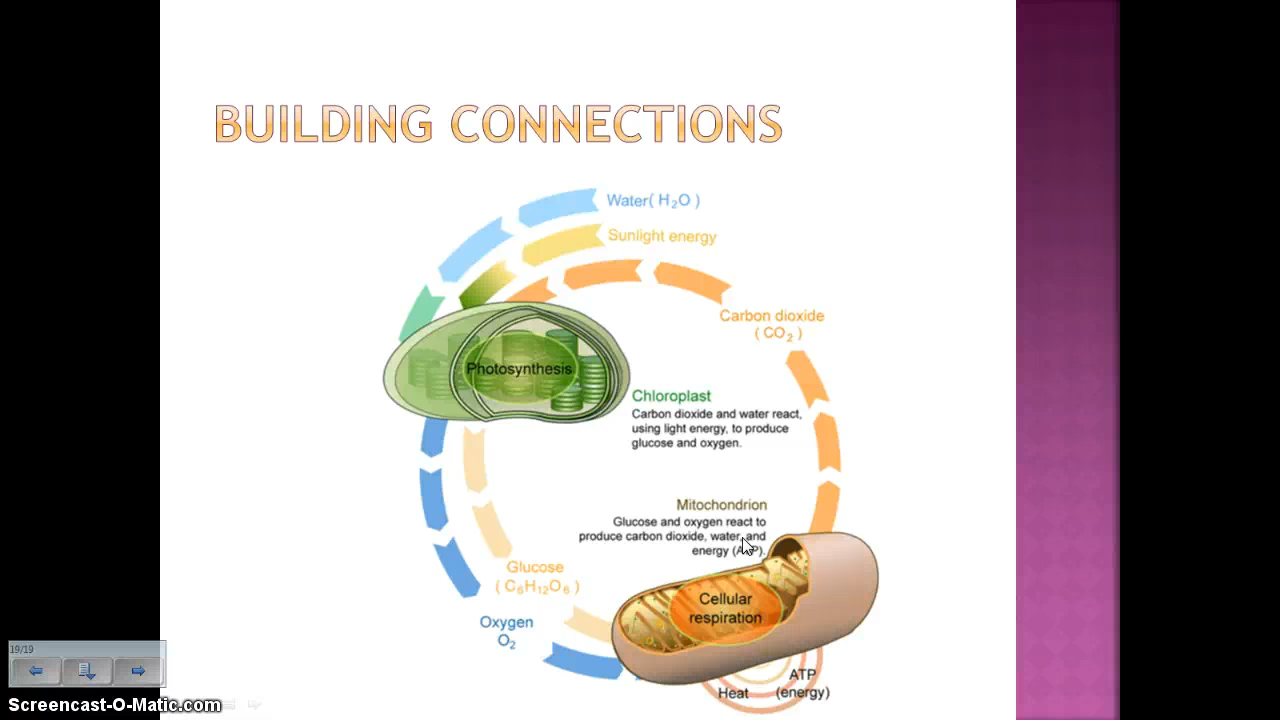 BUILDING CONNECTIONS
Water( H2O )
Sunlight energy
Carbon dioxide
( CO2 )
Photosynthesis
Chloroplast
Carbon dioxide and water react,
using light energy, to produce
glucose and oxygen.
Mitochondrion
Glucose and oxygen react to
produce carbon dioxide, water and
energy (ATP).
Glucose
( C6H12O6 )
Oxygen
O2
Cellular
respiration
Heat
ATP
(energy)
19/19
Screencast-O-Matic.com